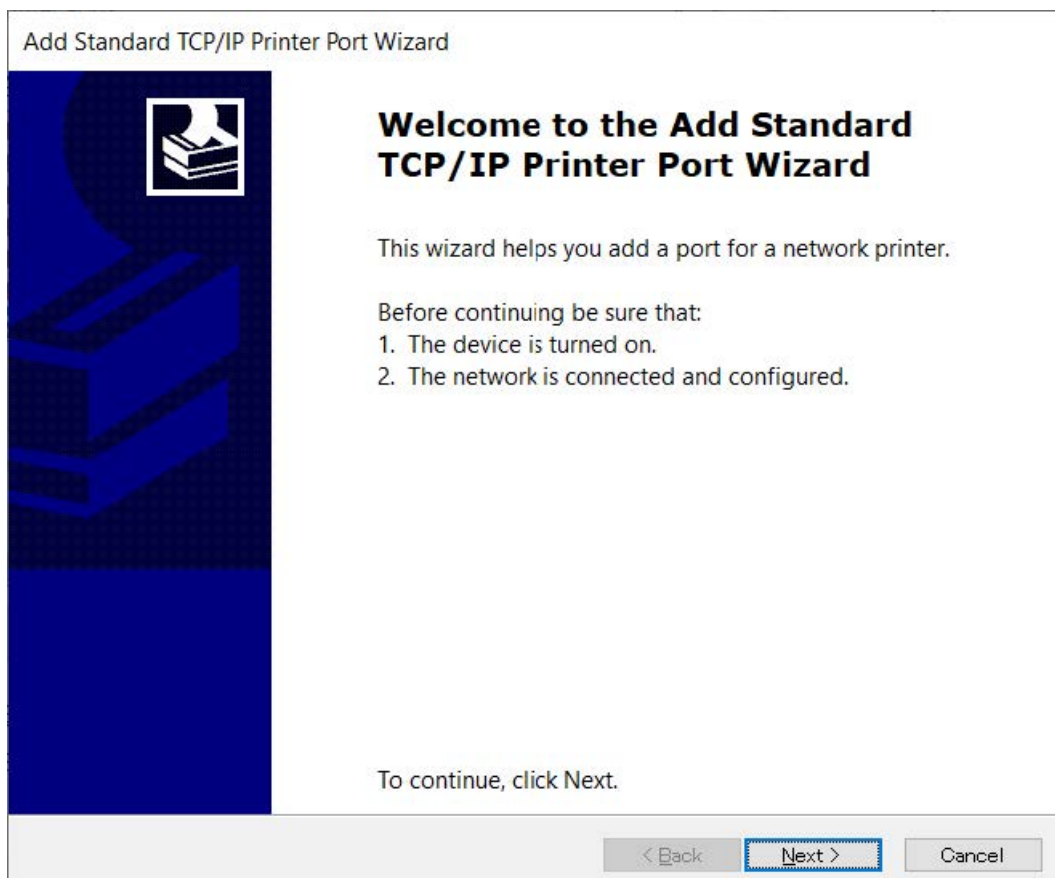 Add Standard TCP/IP Printer Port Wizard
Welcome to the Add Standard
TCP/IP Printer Port Wizard
This wizard helps you add a port for a network printer.
Before continuing be sure that:
1. The device is turned on.
2. The network is connected and configured.
To continue, click Next.
< Back
Next >
Cancel